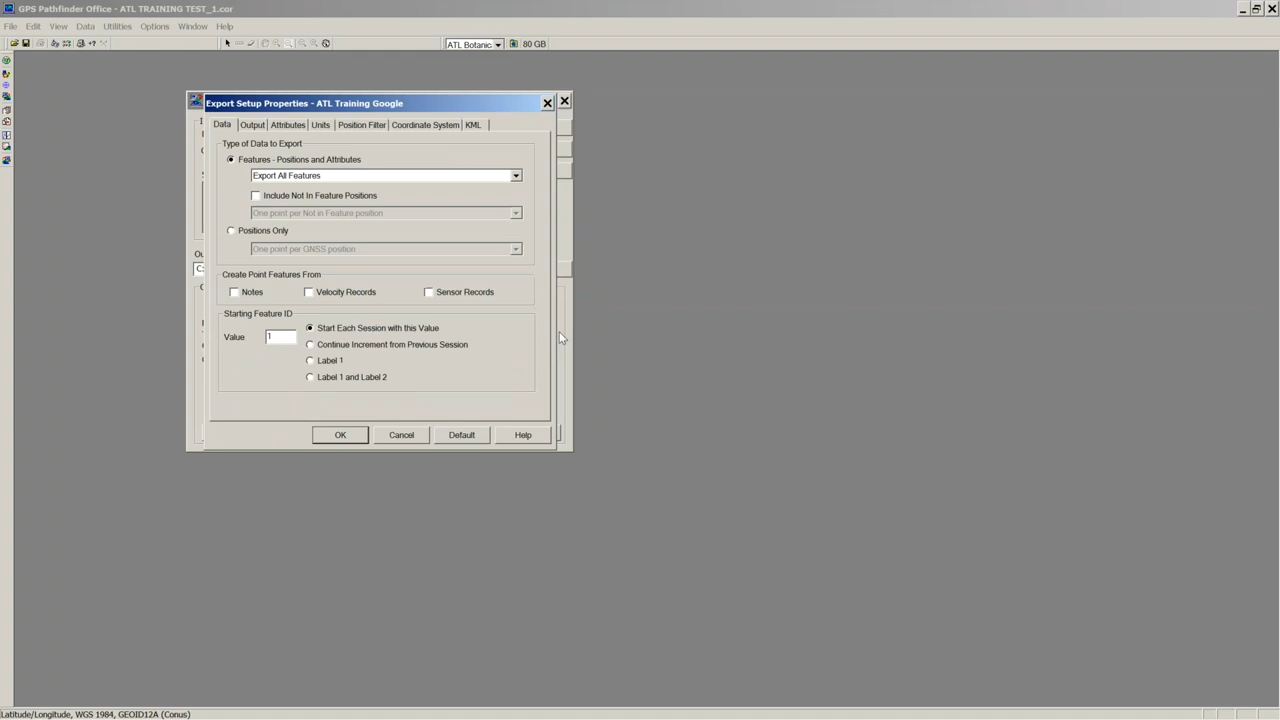 GPS Pathfinder Office - ATL TRAINING TEST_1.cor
File Edit View Data Utilities Options Window Help
ATL Botanic 80 GB
Export Setup Properties - ATL Training Google
Data Output Attributes Units Position Filter Coordinate System KML
Type of Data to Export
Features - Positions and Attributes
Export All Features
Include Not In Feature Positions
One point per Not in Feature position
Positions Only
One point per GNSS position
Ou
C:
Create Point Features From
Notes Velocity Records Sensor Records
Starting Feature ID
Value 1 Start Each Session with this Value
Continue Increment from Previous Session
Label 1
Label 1 and Label 2
OK Cancel Default Help
Latitude/Longitude, WGS 1984, GEOID12A (Conus)